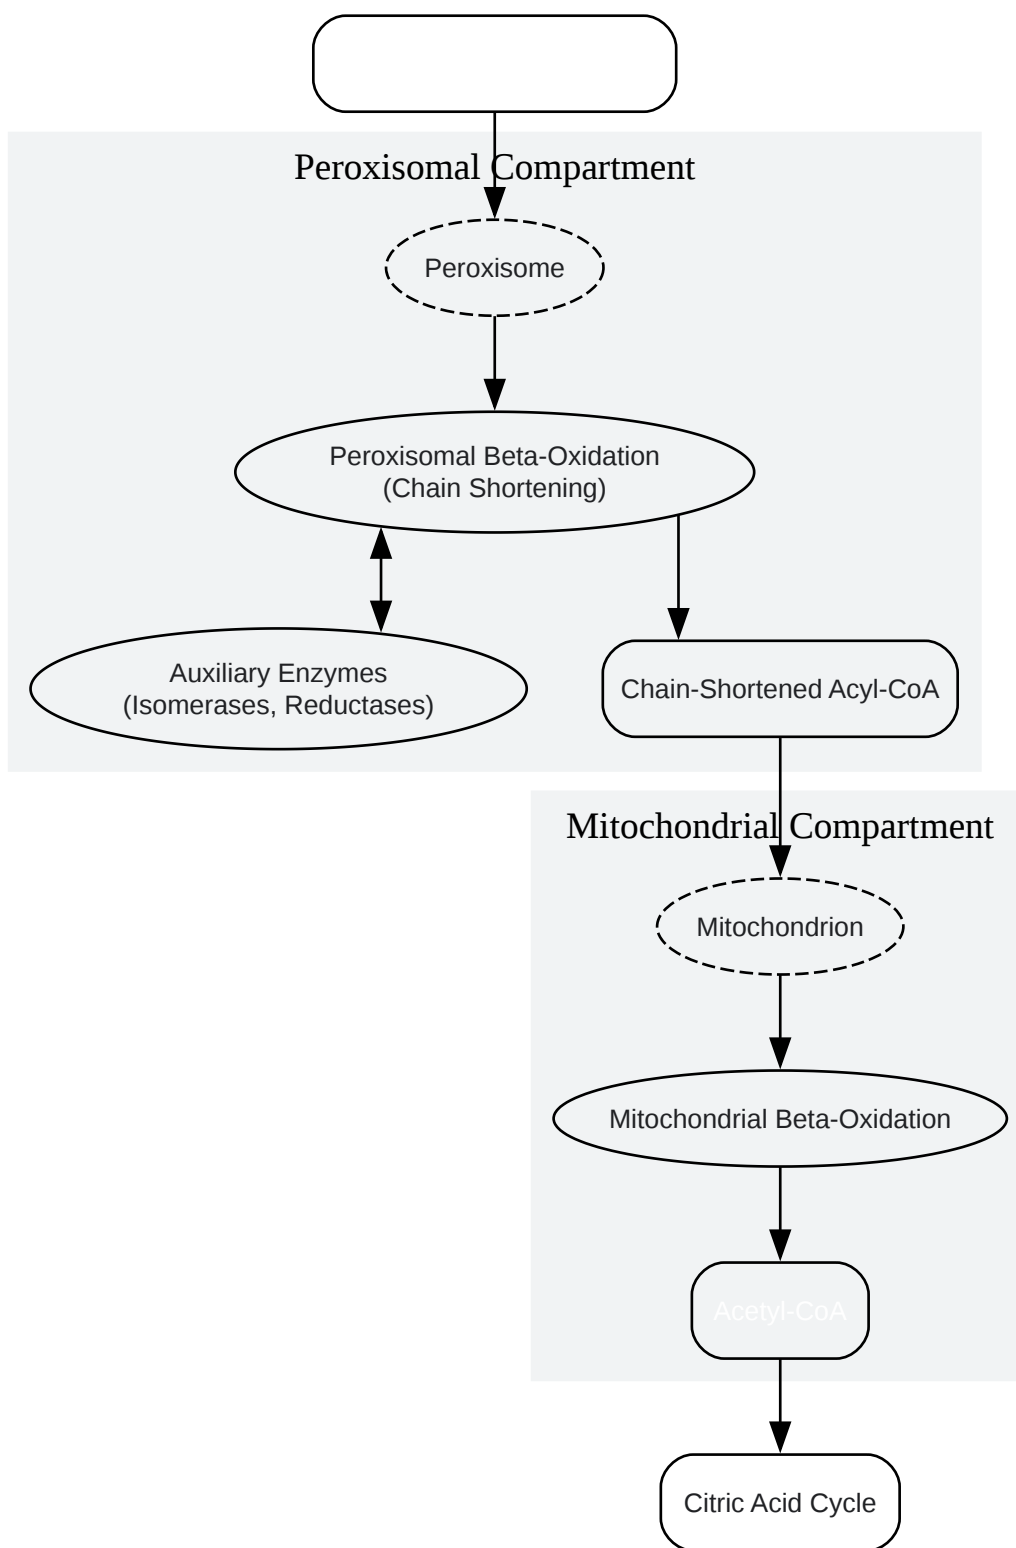 Peroxisomal Compartment
Peroxisome
Peroxisomal Beta-Oxidation
(Chain Shortening)
Auxiliary Enzymes
(Isomerases, Reductases)
Chain-Shortened Acyl-CoA
Mitochondrial Compartment
Mitochondrion
Mitochondrial Beta-Oxidation
Acetyl-CoA
Citric Acid Cycle